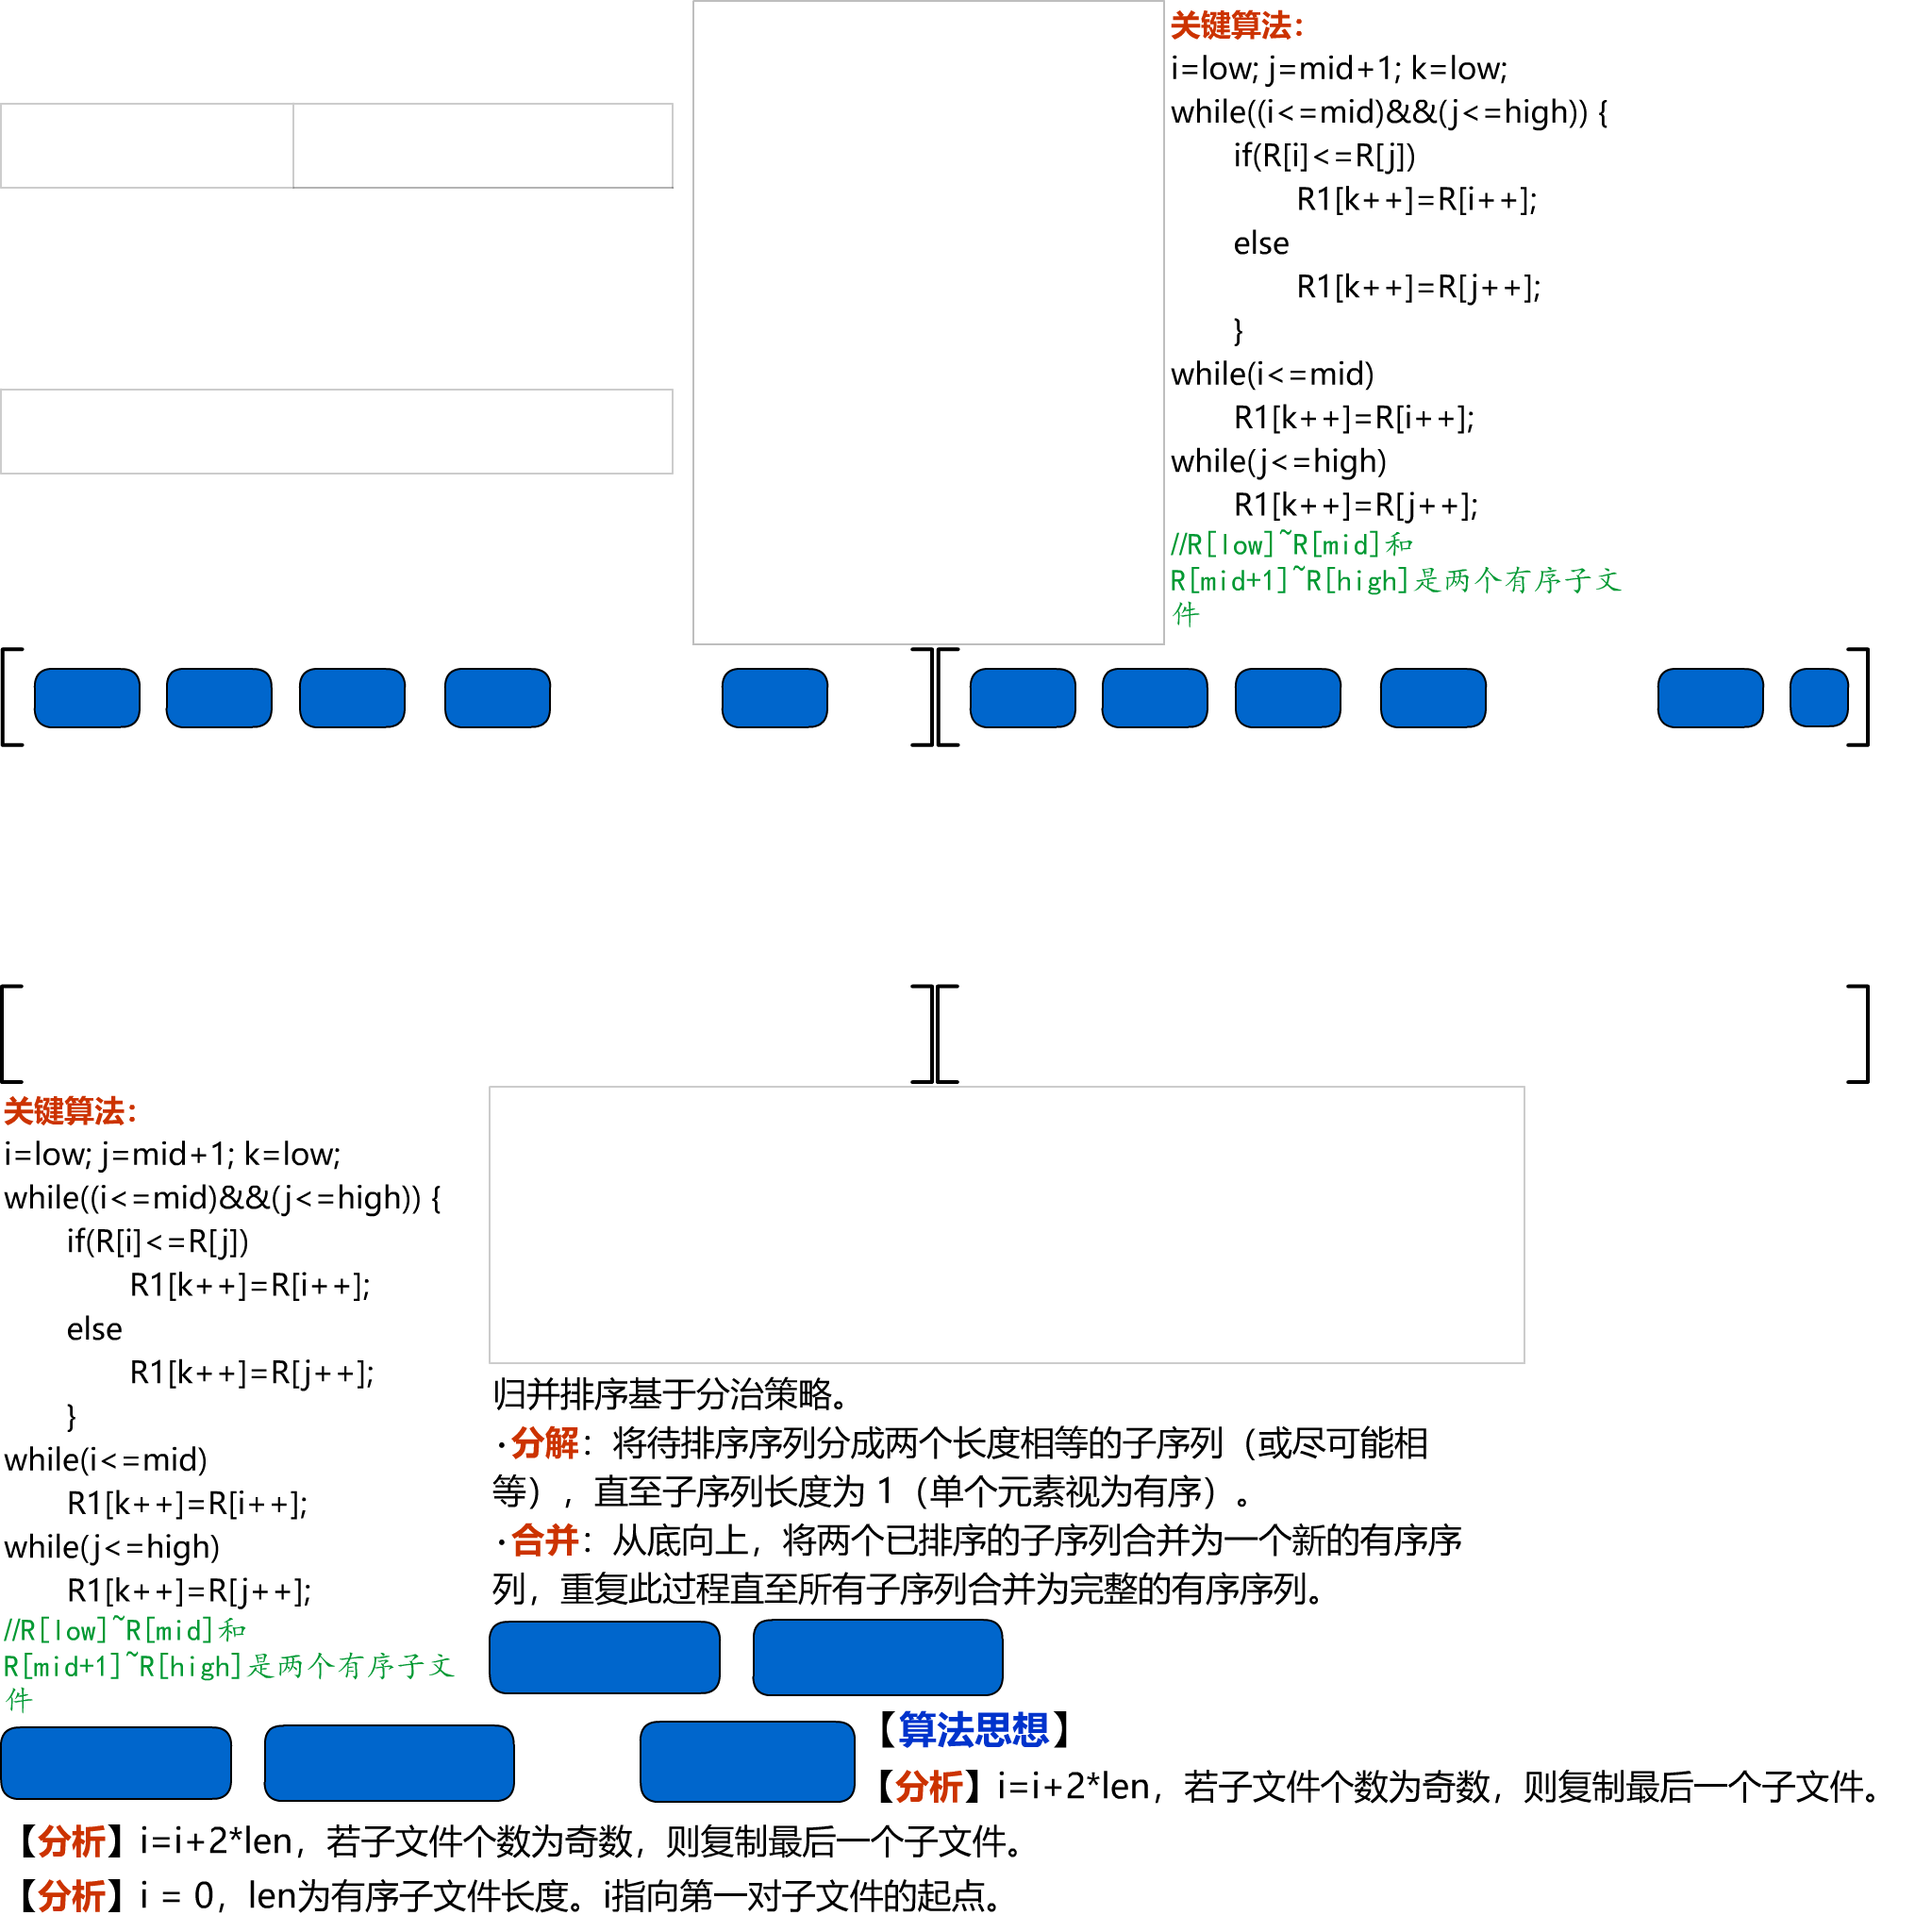 关键算法：
i=low; j=mid+1; k=low;
while((i<=mid)&&(j<=high)) {
if(R[i]<=R[j])
R1[k++]=R[i++];
else
R1[k++]=R[j++];
}
while(i<=mid)
R1[k++]=R[i++];
while(j<=high)
R1[k++]=R[j++];
//R[low]~R[mid]和
R[mid+1]~R[high]是两个有序子文
件
关键算法：
i=low; j=mid+1; k=low;
while((i<=mid)&&(j<=high)) {
if(R[i]<=R[j])
R1[k++]=R[i++];
else
R1[k++]=R[j++];
}
while(i<=mid)
R1[k++]=R[i++];
while(j<=high)
R1[k++]=R[j++];
//R[low]~R[mid]和
R[mid+1]~R[high]是两个有序子文
件
归并排序基于分治策略。
·分解：将待排序序列分成两个长度相等的子序列（或尽可能相
等），直至子序列长度为 1（单个元素视为有序）。
·合并：从底向上，将两个已排序的子序列合并为一个新的有序序
列，重复此过程直至所有子序列合并为完整的有序序列。
【算法思想】
【分析】i=i+2*len，若子文件个数为奇数，则复制最后一个子文件。
【分析】i=i+2*len，若子文件个数为奇数，则复制最后一个子文件。
【分析】i = 0，len为有序子文件长度。i指向第一对子文件的起点。